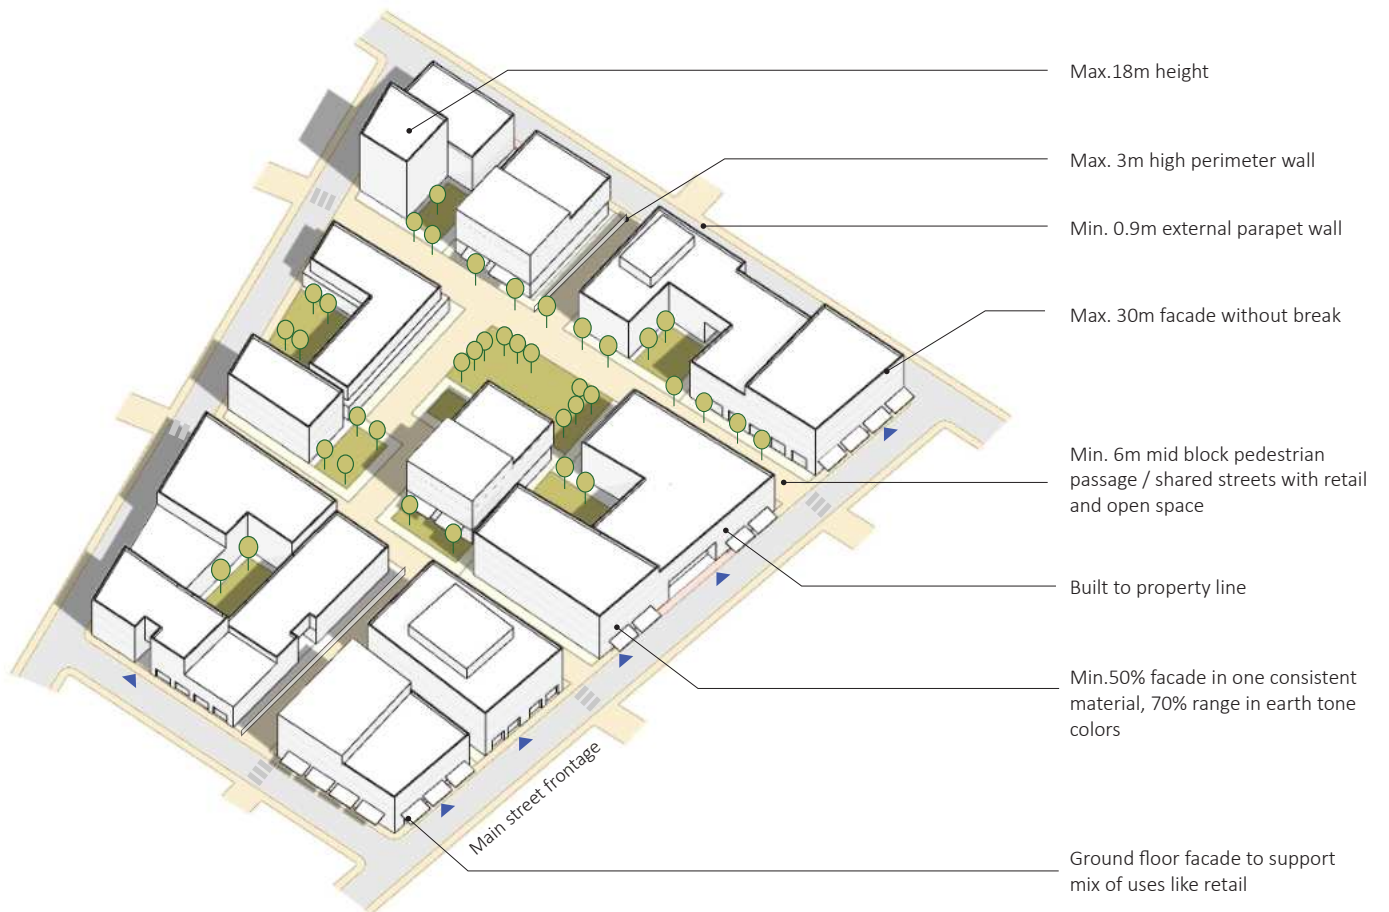 Max.18m height
Max. 3m high perimeter wall
Min. 0.9m external parapet wall
Max. 30m facade without break
Min. 6m mid block pedestrian
passage / shared streets with retail
and open space
Built to property line
Min.50% facade in one consistent
material, 70% range in earth tone
colors
Main street frontage
Ground floor facade to support
mix of uses like retail